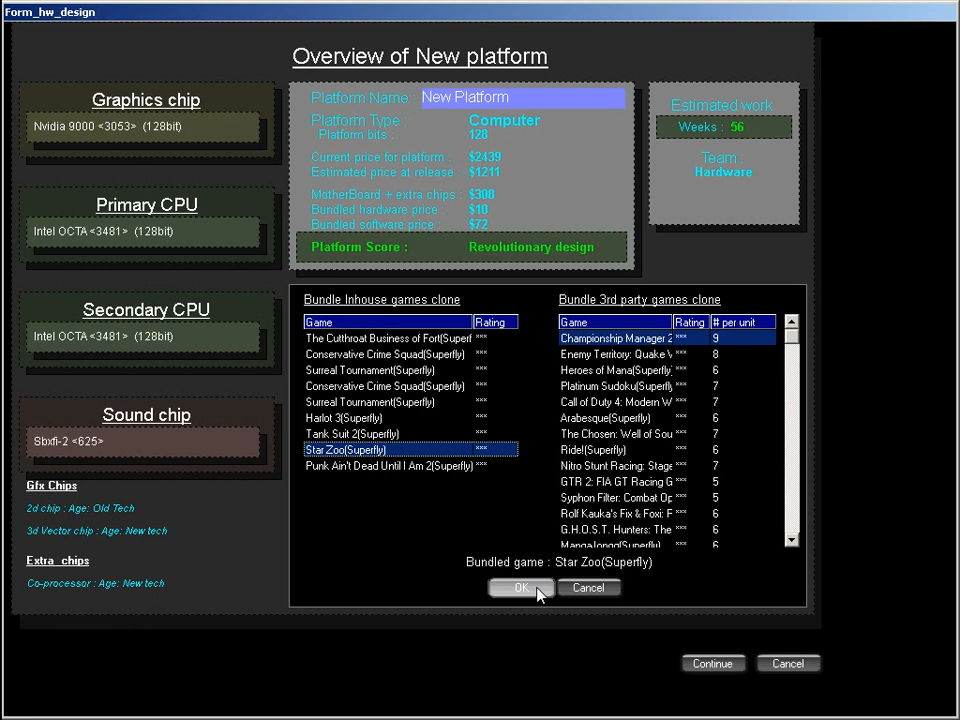 Form_hw_design
Overview of New platform
Graphics chip
Nvidia 9000 <3053> (128bit)
Primary CPU
Intel OCTA <3481> (128bit)
Secondary CPU
Intel OCTA <3481> (128bit)
Sound chip
Sbxfi-2 <625>
Gfx Chips
2d chip : Age: Old Tech
3d Vector chip : Age: New tech
Extra chips
Co-processor : Age: New tech
Platform Name : New Platform
Platform Type : Computer
Platform bits : 128
Current price for platform : $2439
Estimated price at release : $1211
MotherBoard + extra chips : $308
Bundled hardware price : $10
Bundled software price : $72
Platform Score : Revolutionary design
Estimated work
Weeks : 56
Team :
Hardware
Bundle Inhouse games clone
Game Rating
The Cutthroat Business of Fort(Superf ***
Conservative Crime Squad(Superfly) ***
Surreal Tournament(Superfly) ***
Conservative Crime Squad(Superfly) ***
Surreal Tournament(Superfly) ***
Harlot 3(Superfly) ***
Tank Suit 2(Superfly) ***
Star Zoo(Superfly) ***
Punk Ain't Dead Until I Am 2(Superfly) ***
Bundle 3rd party games clone
Game Rating # per unit
Championship Manager 2 *** 9
Enemy Territory: Quake W *** 8
Heroes of Mana(Superfly) *** 6
Platinum Sudoku(Superfly *** 7
Call of Duty 4: Modern W *** 7
Arabesque(Superfly) *** 6
The Chosen: Well of Sou *** 7
Ride!(Superfly) *** 6
Nitro Stunt Racing: Stage *** 7
GTR 2: FIA GT Racing G *** 5
Syphon Filter: Combat Op *** 5
Rolf Kauka's Fix & Foxi: F *** 6
G.H.O.S.T. Hunters: The *** 6
ManaJongg(Superfly) *** 6
Bundled game : Star Zoo(Superfly)
OK Cancel
Continue Cancel